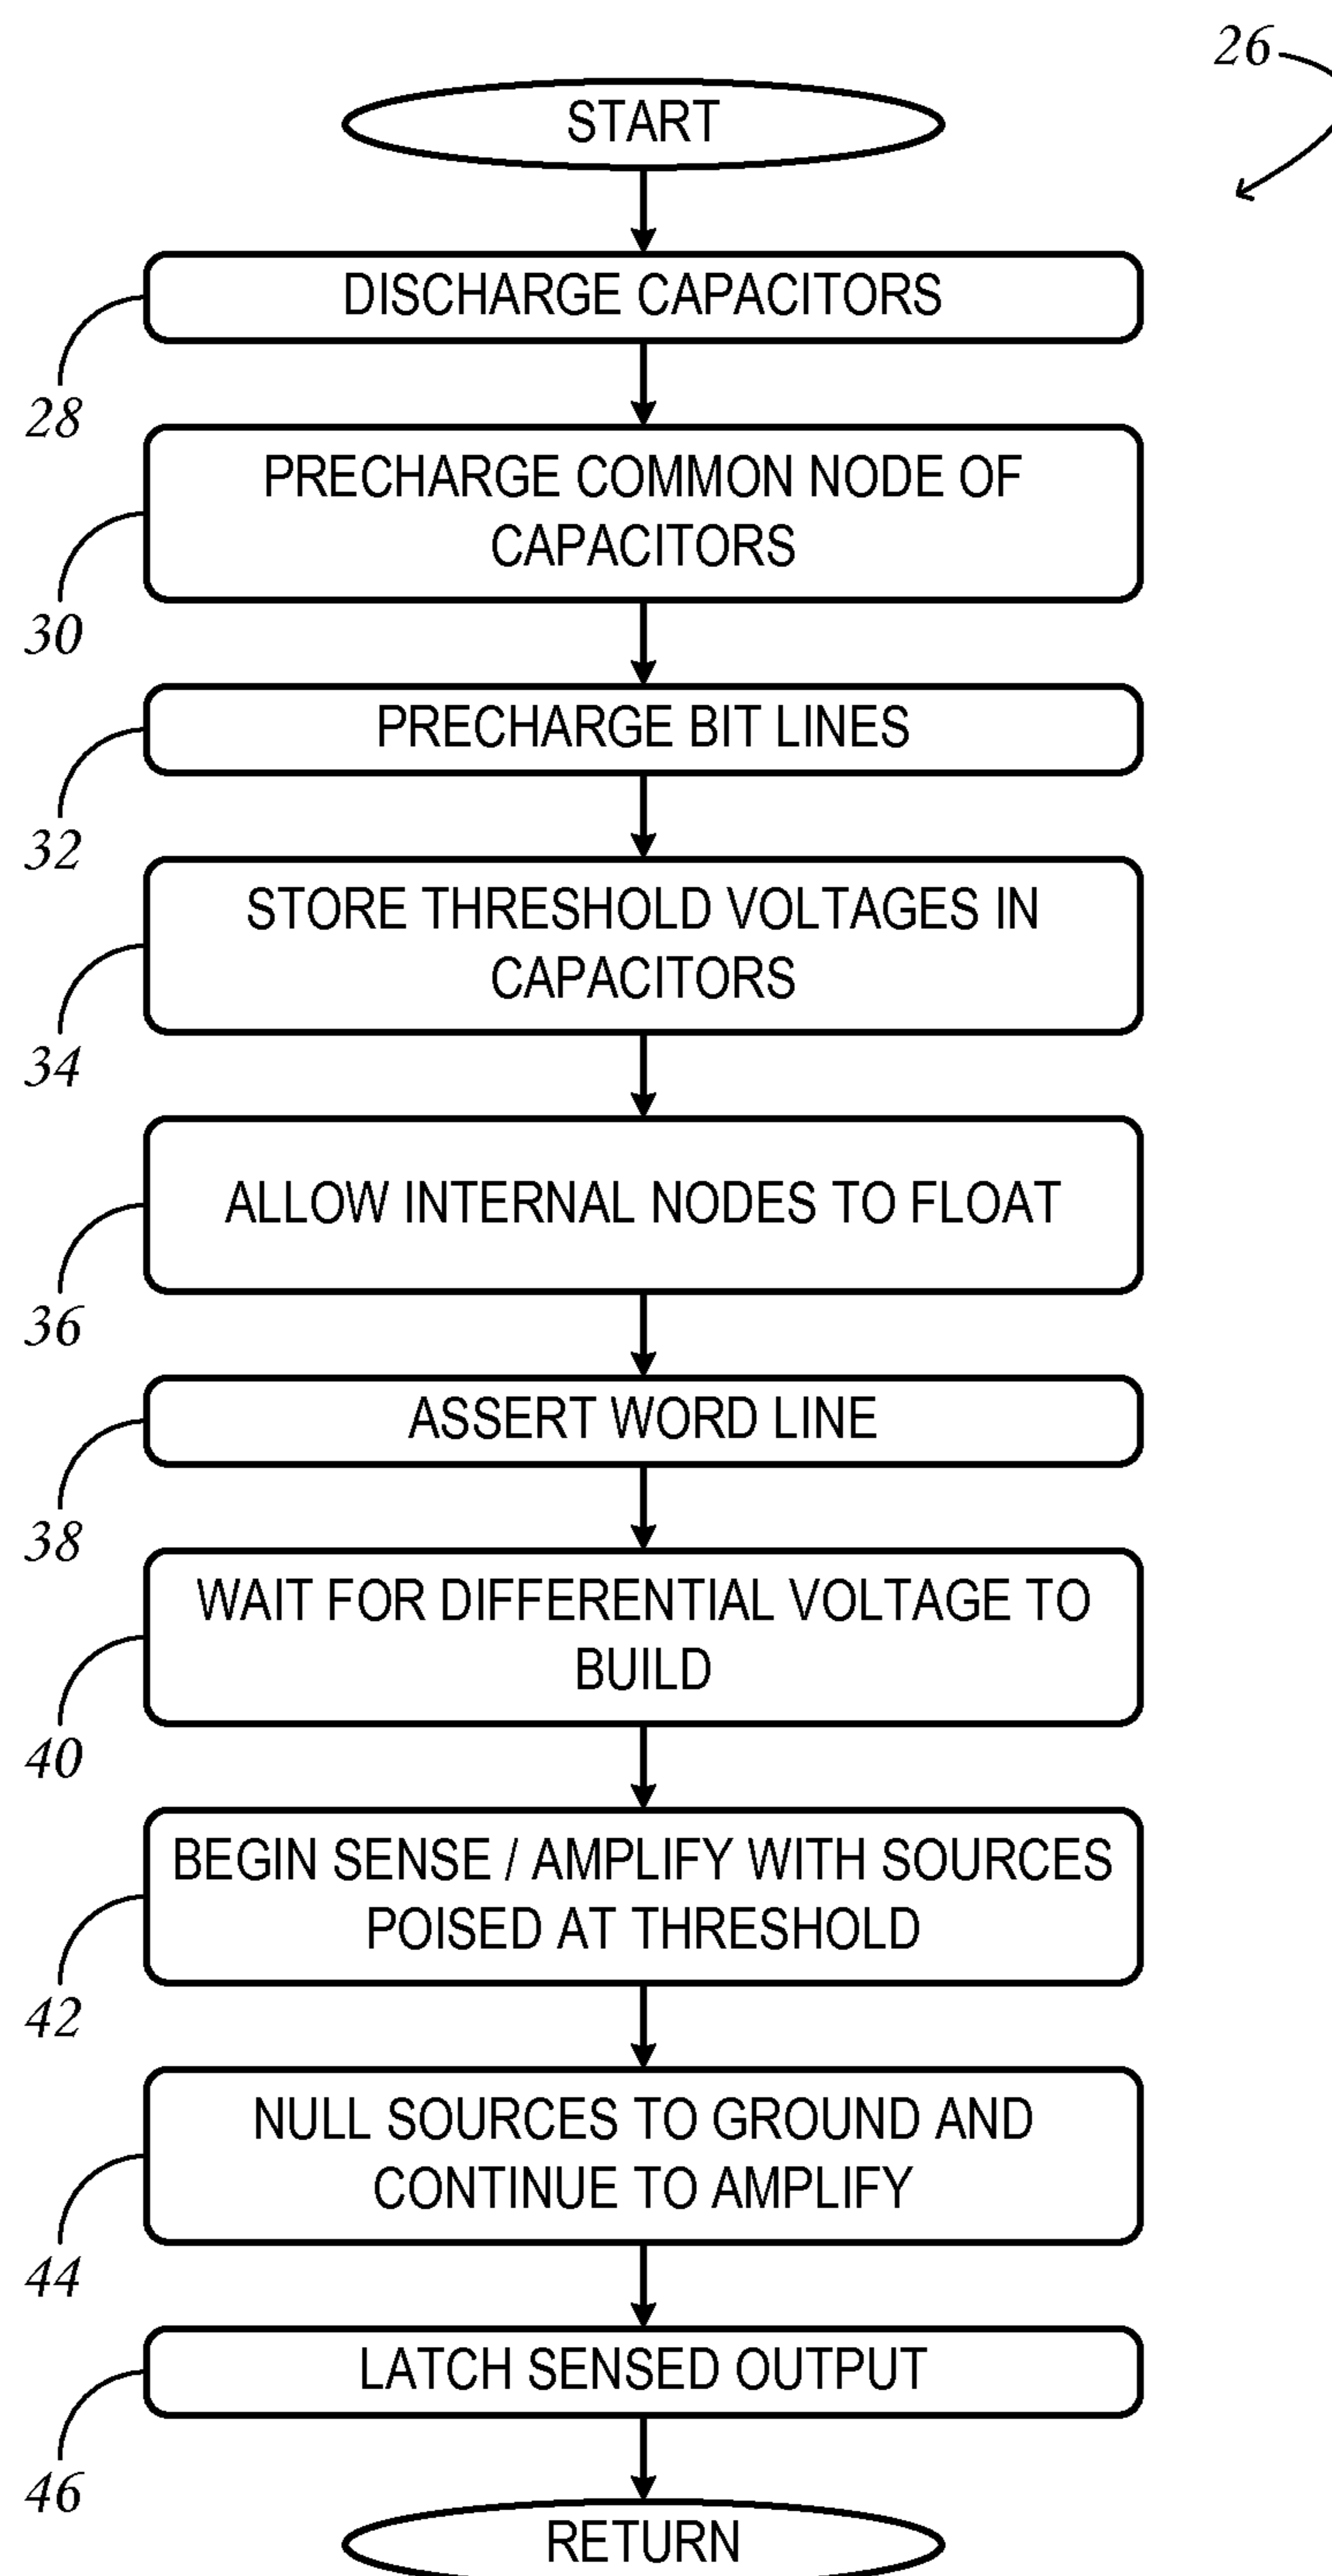 26
START
DISCHARGE CAPACITORS
28
PRECHARGE COMMON NODE OF
CAPACITORS
30
PRECHARGE BIT LINES
32
STORE THRESHOLD VOLTAGES IN
CAPACITORS
34
ALLOW INTERNAL NODES TO FLOAT
36
ASSERT WORD LINE
38
WAIT FOR DIFFERENTIAL VOLTAGE TO
BUILD
40
BEGIN SENSE / AMPLIFY WITH SOURCES
POISED AT THRESHOLD
42
NULL SOURCES TO GROUND AND
CONTINUE TO AMPLIFY
44
LATCH SENSED OUTPUT
46
RETURN